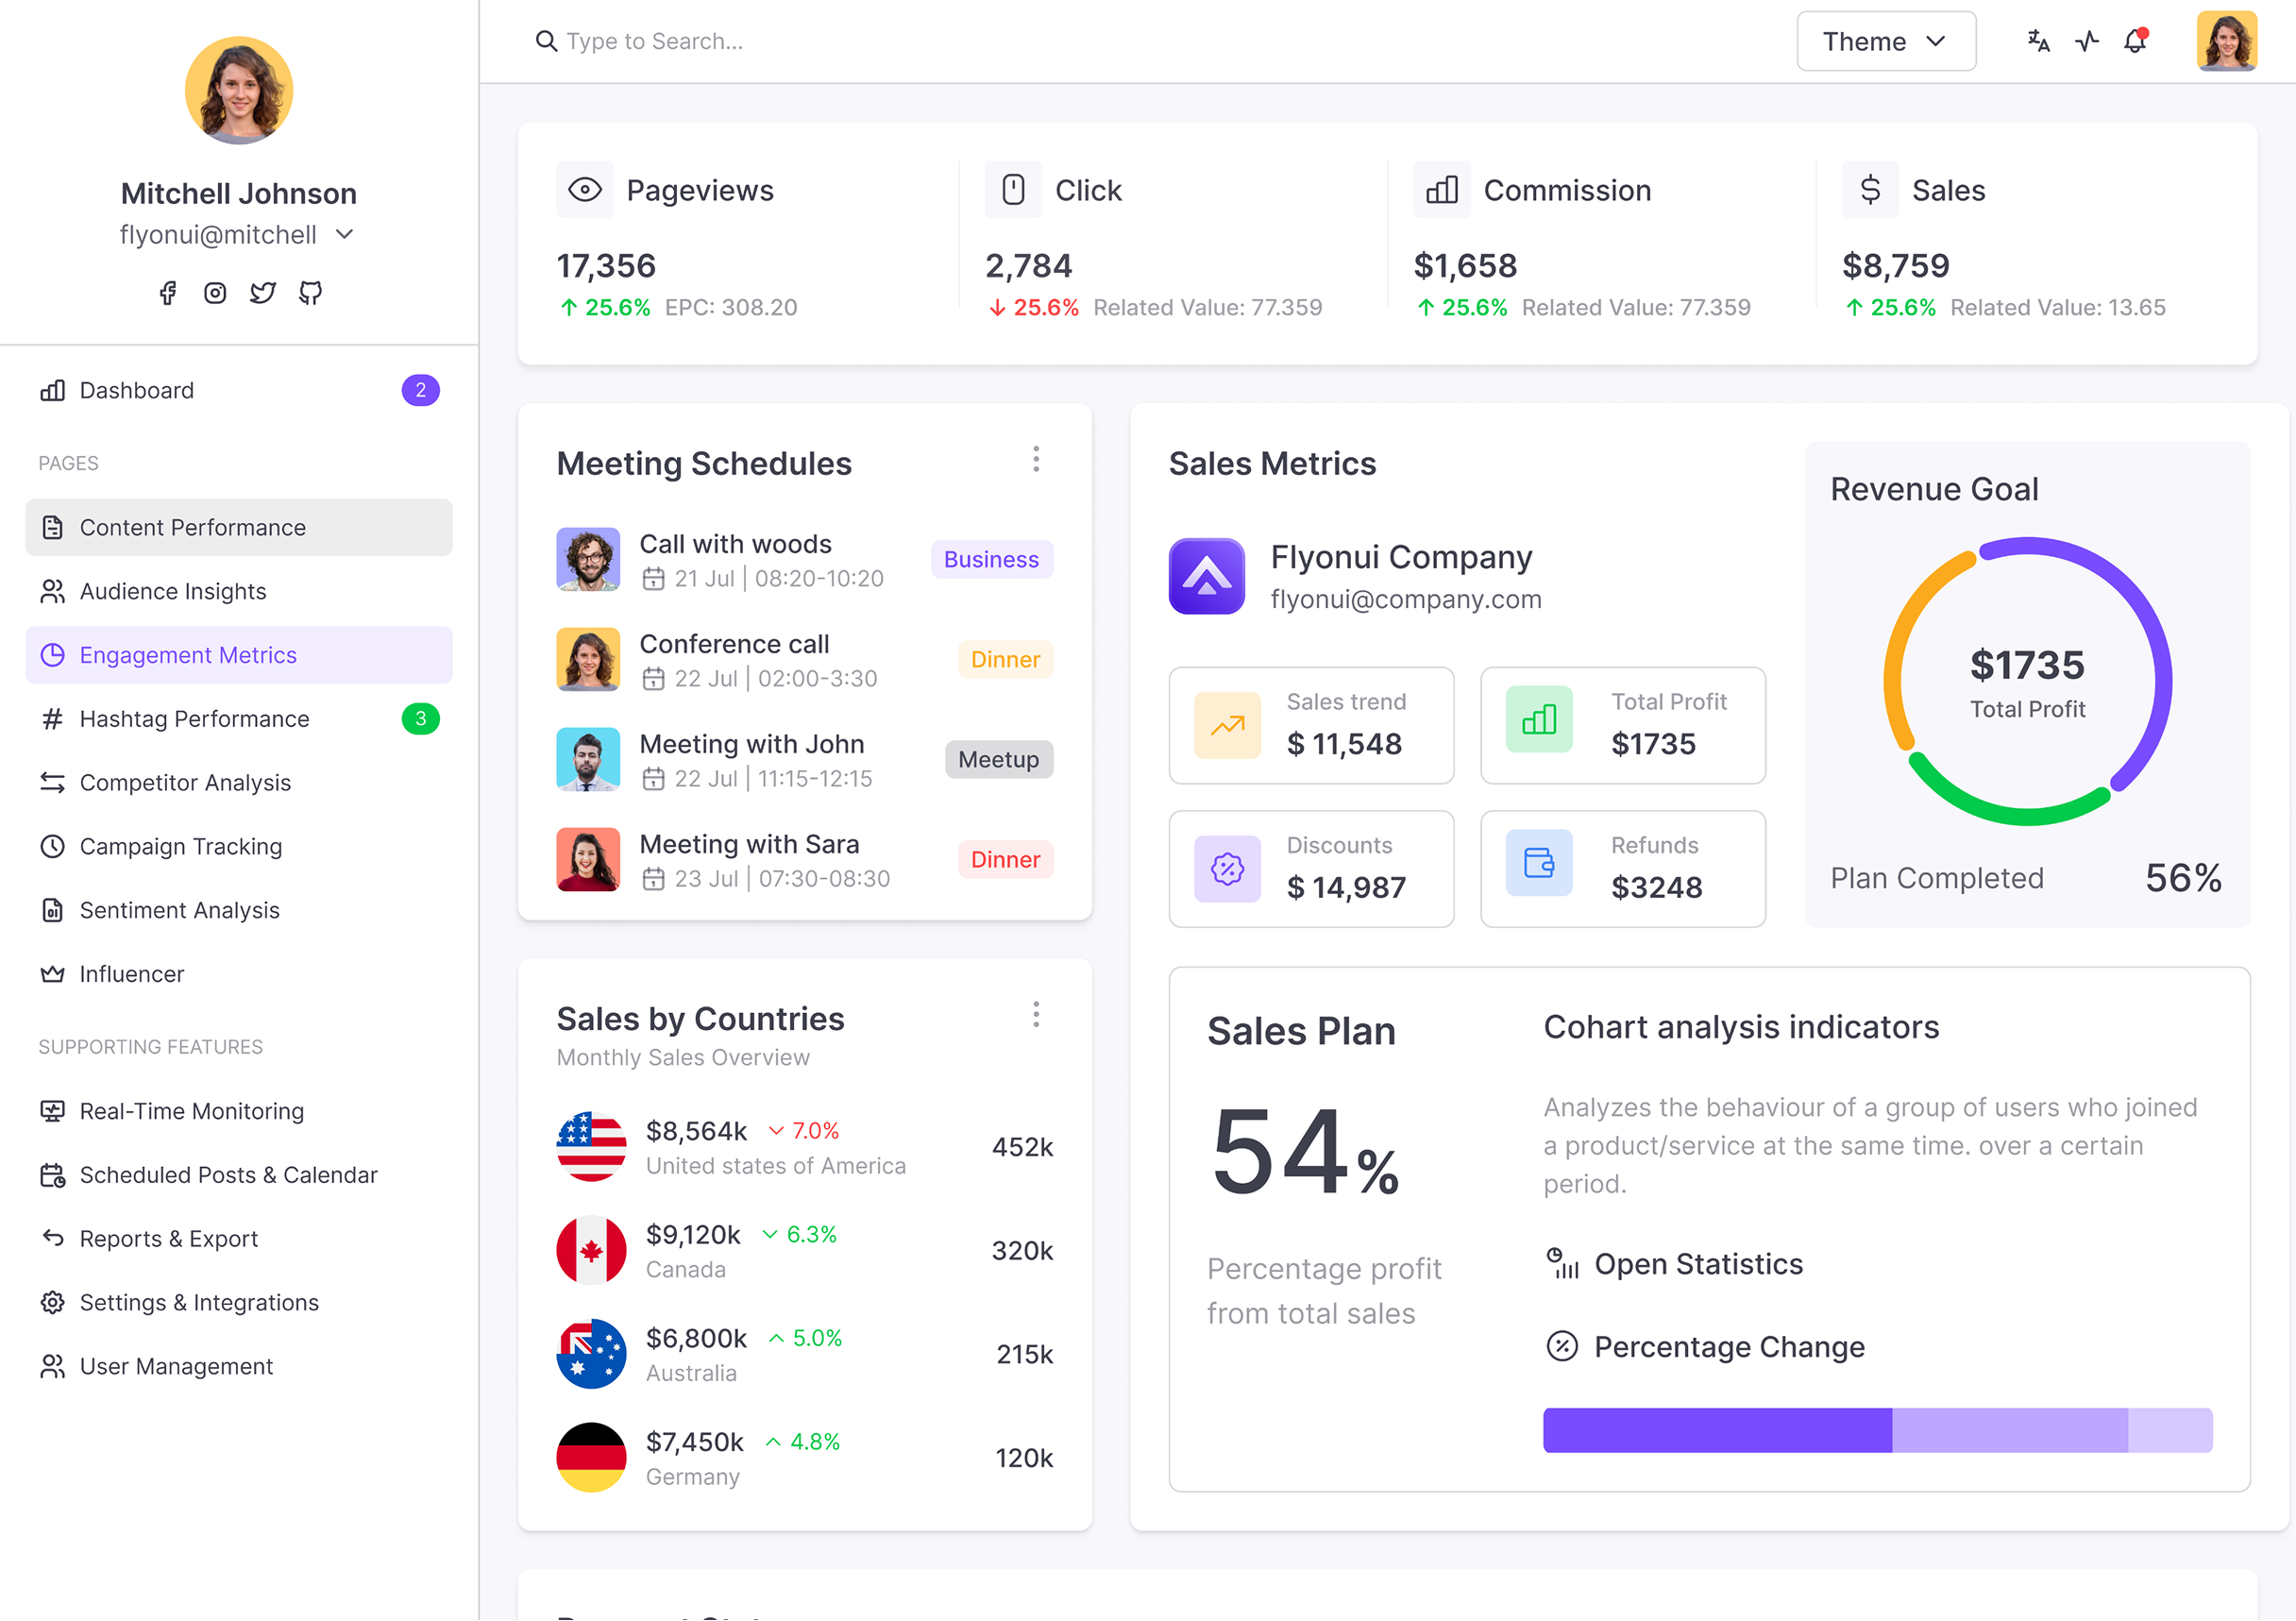 Mitchell Johnson
flyonui@mitchell
Dashboard 2
PAGES
Content Performance
Audience Insights
Engagement Metrics
Hashtag Performance 3
Competitor Analysis
Campaign Tracking
Sentiment Analysis
Influencer
SUPPORTING FEATURES
Real-Time Monitoring
Scheduled Posts & Calendar
Reports & Export
Settings & Integrations
User Management
Type to Search...
Theme
Pageviews
17,356
25.6% EPC: 308.20
Click
2,784
25.6% Related Value: 77.359
Commission
$1,658
25.6% Related Value: 77.359
Sales
$8,759
25.6% Related Value: 13.65
Meeting Schedules
Call with woods
21 Jul | 08:20-10:20
Business
Conference call
22 Jul | 02:00-3:30
Dinner
Meeting with John
22 Jul | 11:15-12:15
Meetup
Meeting with Sara
23 Jul | 07:30-08:30
Dinner
Sales by Countries
Monthly Sales Overview
$8,564k 7.0%
United states of America
452k
$9,120k 6.3%
Canada
320k
$6,800k 5.0%
Australia
215k
$7,450k 4.8%
Germany
120k
Sales Metrics
Flyonui Company
flyonui@company.com
Sales trend
$ 11,548
Total Profit
$1735
Discounts
$ 14,987
Refunds
$3248
Revenue Goal
$1735
Total Profit
Plan Completed 56%
Sales Plan
54%
Percentage profit
from total sales
Cohart analysis indicators
Analyzes the behaviour of a group of users who joined
a product/service at the same time. over a certain
period.
Open Statistics
Percentage Change